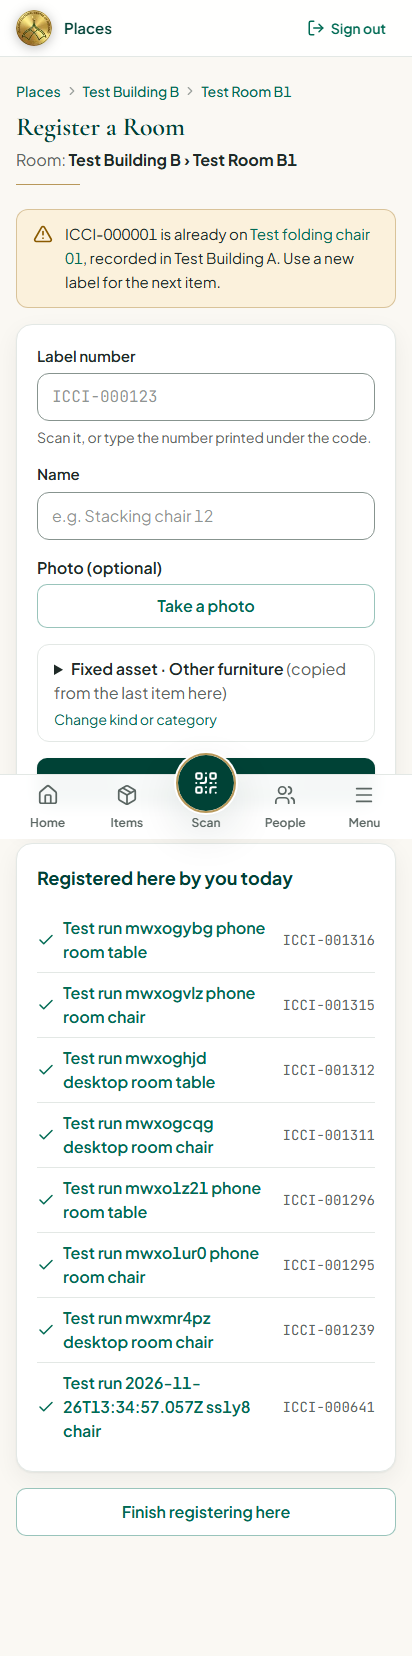 Places
Sign out
Places › Test Building B › Test Room B1
Register a Room
Room: Test Building B › Test Room B1
ICCI-000001 is already on Test folding chair
01, recorded in Test Building A. Use a new
label for the next item.
Label number
ICCI-000123
Scan it, or type the number printed under the code.
Name
e.g. Stacking chair 12
Photo (optional)
Take a photo
Fixed asset · Other furniture (copied
from the last item here)
Change kind or category
Home
Items
Scan
People
Menu
Registered here by you today
Test run mwxogybg phone
room table
ICCI-001316
Test run mwxogvlz phone
room chair
ICCI-001315
Test run mwxoghjd
desktop room table
ICCI-001312
Test run mwxogcqg
desktop room chair
ICCI-001311
Test run mwxo1z21 phone
room table
ICCI-001296
Test run mwxo1ur0 phone
room chair
ICCI-001295
Test run mwxmr4pz
desktop room chair
ICCI-001239
Test run 2026-11-
26T13:34:57.057Z ss1y8
chair
ICCI-000641
Finish registering here